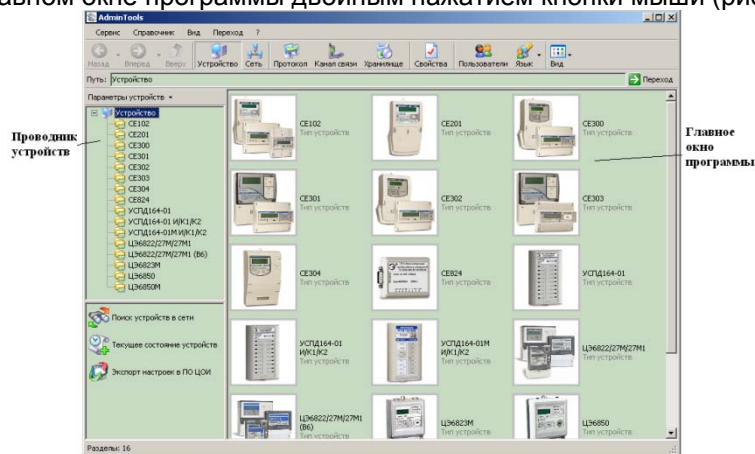 авном окне программы двойным нажатием кнопки мыши (рис
AdminTools
Сервис Справочник Вид Переход ?
Назад Вперед Вверх Устройство Сеть Протокол Канал связи Хранилище Свойства Пользователи Язык Вид
Путь: Устройство Переход
Параметры устройств
Проводник
устройств
Устройство
CE102
CE201
CE300
CE301
CE302
CE303
CE304
CE824
УСПД164-01
УСПД164-01 И/К1/К2
УСПД164-01М И/К1/К2
ЦЭ6822/27М/27М1
ЦЭ6822/27М/27М1 (В6)
ЦЭ6823М
ЦЭ6850
ЦЭ6850М
Поиск устройств в сети
Текущее состояние устройств
Экспорт настроек в ПО ЦОИ
CE102
Тип устройств
CE201
Тип устройств
CE300
Тип устройств
CE301
Тип устройств
CE302
Тип устройств
CE303
Тип устройств
CE304
Тип устройств
CE824
Тип устройств
УСПД164-01
Тип устройств
УСПД164-01
И/К1/К2
Тип устройств
УСПД164-01М
И/К1/К2
Тип устройств
ЦЭ6822/27М/27М1
Тип устройств
ЦЭ6822/27М/27М1
(В6)
Тип устройств
ЦЭ6823М
Тип устройств
ЦЭ6850
Тип устройств
Главное
окно
программы
Разделы: 16